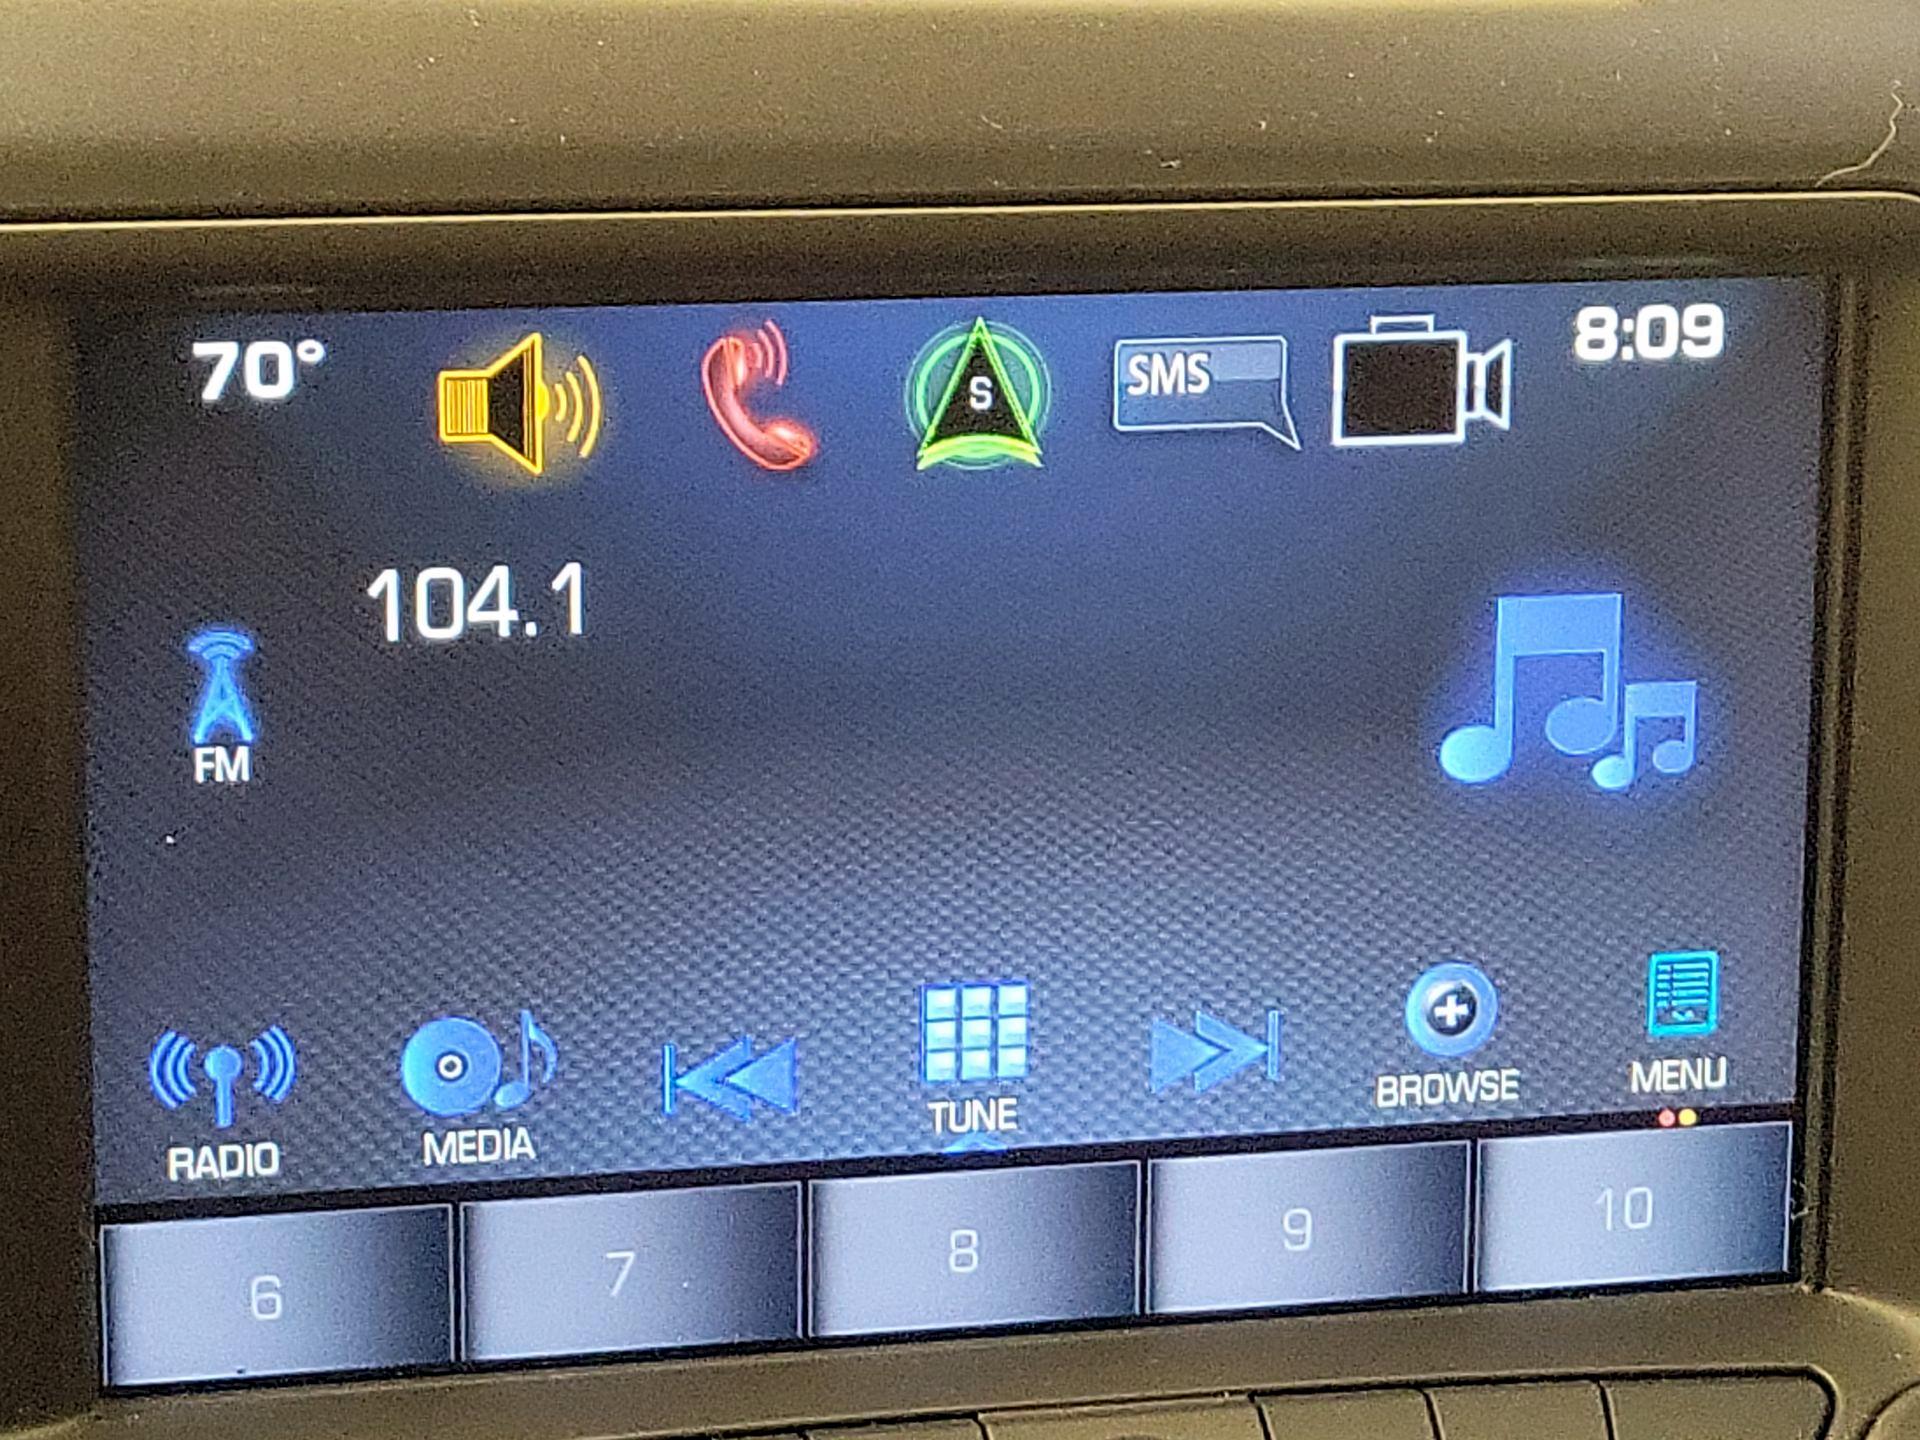 70°
S
SMS
8:09
104.1
FM
RADIO
MEDIA
TUNE
BROWSE
MENU
6
7
8
9
10